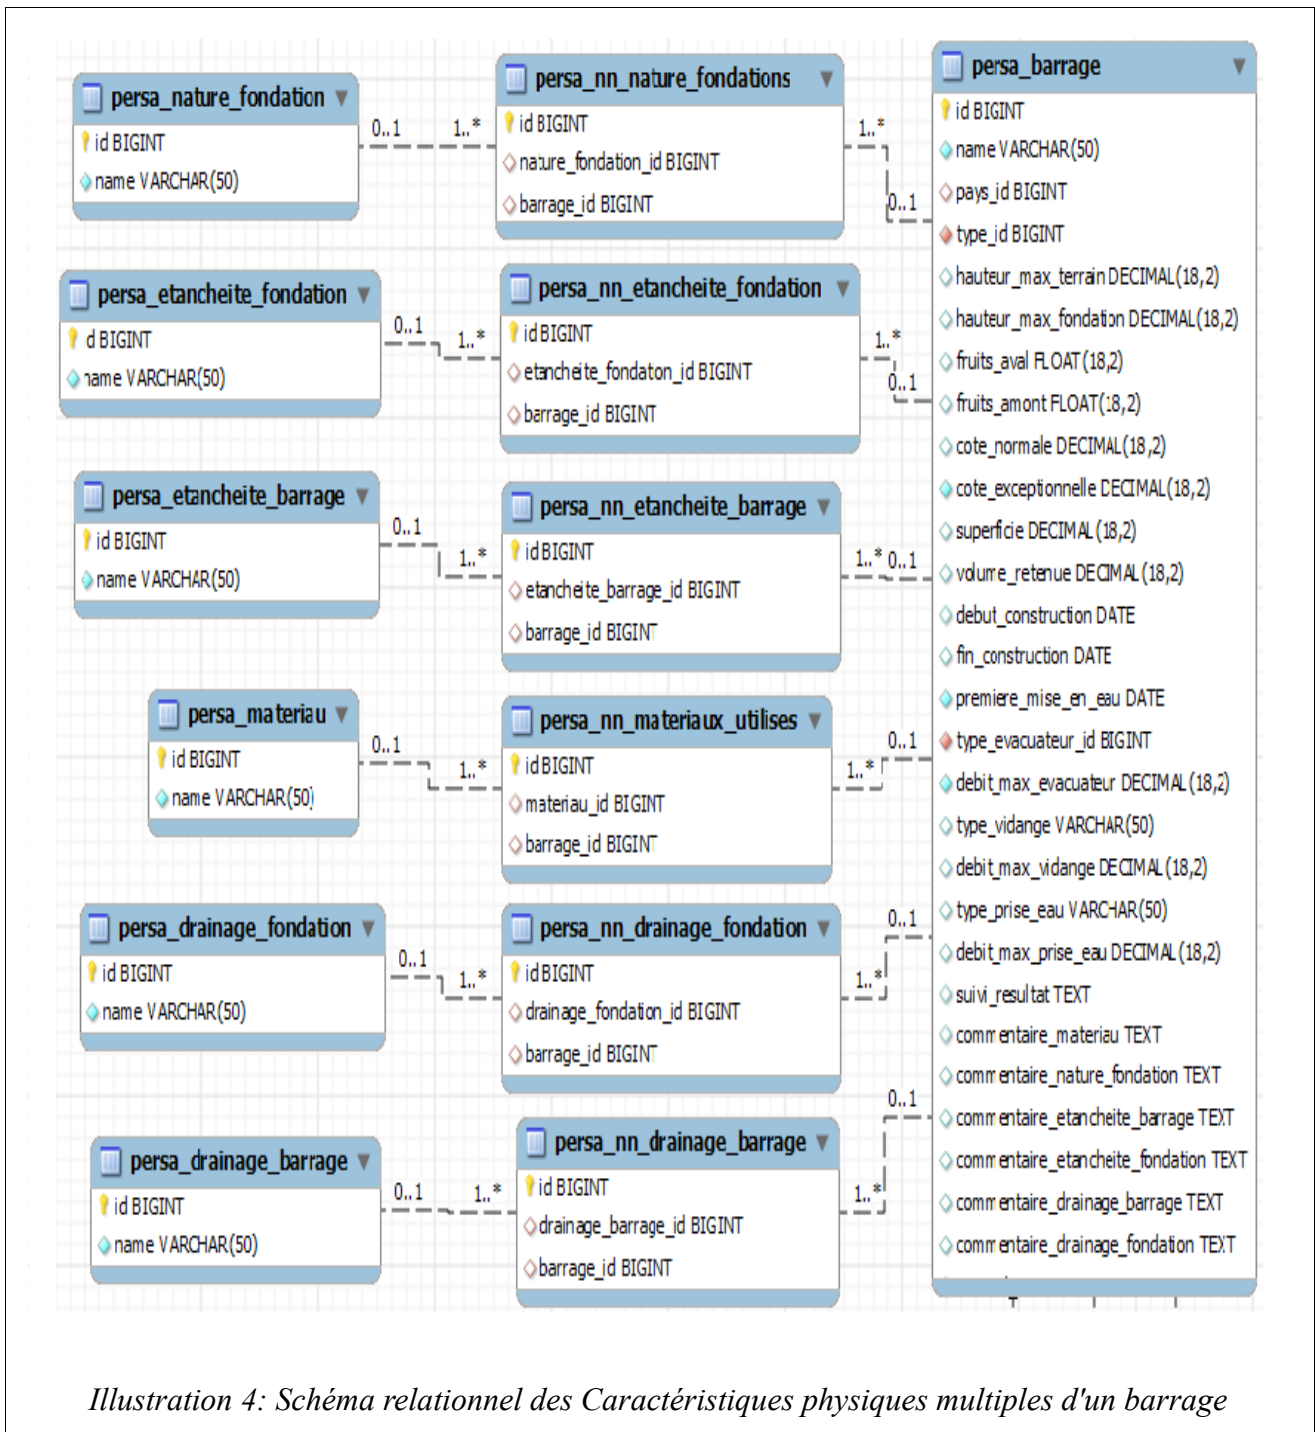 persa_nature_fondation
id BIGINT
name VARCHAR(50)
0..1
1..*
persa_nn_nature_fondations
id BIGINT
nature_fondation_id BIGINT
barrage_id BIGINT
1..*
0..1
persa_etancheite_fondation
d BIGINT
name VARCHAR(50)
0..1
1..*
persa_nn_etancheite_fondation
id BIGINT
etancheite_fondaton_id BIGINT
barrage_id BIGINT
1..*
0..1
persa_etancheite_barrage
id BIGINT
name VARCHAR(50)
0..1
1..*
persa_nn_etancheite_barrage
id BIGINT
etancheite_barrage_id BIGINT
barrage_id BIGINT
1..*
0..1
persa_materiau
id BIGINT
name VARCHAR(50)
0..1
1..*
persa_nn_materiaux_utilises
id BIGINT
materiau_id BIGINT
barrage_id BIGINT
1..*
0..1
persa_drainage_fondation
id BIGINT
name VARCHAR(50)
0..1
1..*
persa_nn_drainage_fondation
id BIGINT
drainage_fondation_id BIGINT
barrage_id BIGINT
1..*
0..1
persa_drainage_barrage
id BIGINT
name VARCHAR(50)
0..1
1..*
persa_nn_drainage_barrage
id BIGINT
drainage_barrage_id BIGINT
barrage_id BIGINT
1..*
0..1
persa_barrage
id BIGINT
name VARCHAR(50)
pays_id BIGINT
type_id BIGINT
hauteur_max_terrain DECIMAL(18,2)
hauteur_max_fondation DECIMAL(18,2)
fruits_aval FLOAT(18,2)
fruits_amont FLOAT(18,2)
cote_normale DECIMAL(18,2)
cote_exceptionnelle DECIMAL(18,2)
superficie DECIMAL(18,2)
volume_retenue DECIMAL(18,2)
debut_construction DATE
fin_construction DATE
premiere_mise_en_eau DATE
type_evacuateur_id BIGINT
debit_max_evacuateur DECIMAL(18,2)
type_vidange VARCHAR(50)
debit_max_vidange DECIMAL(18,2)
type_prise_eau VARCHAR(50)
debit_max_prise_eau DECIMAL(18,2)
suivi_resultat TEXT
commentaire_materiau TEXT
commentaire_nature_fondation TEXT
commentaire_etancheite_barrage TEXT
commentaire_etancheite_fondation TEXT
commentaire_drainage_barrage TEXT
commentaire_drainage_fondation TEXT
Illustration 4: Schéma relationnel des Caractéristiques physiques multiples d'un barrage